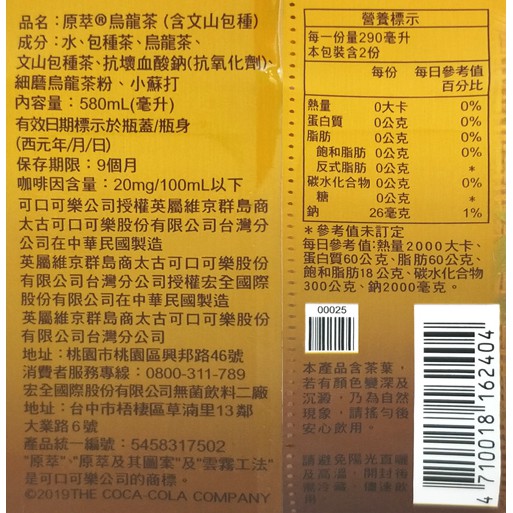 品名：原萃®烏龍茶 (含文山包種)
成分：水、包種茶、烏龍茶、
文山包種茶、抗壞血酸鈉(抗氧化劑)、
細磨烏龍茶粉、小蘇打
內容量：580mL(毫升)
有效日期標示於瓶蓋/瓶身
(西元年/月/日)
保存期限：9個月
咖啡因含量：20mg/100mL以下
可口可樂公司授權英屬維京群島商
太古可口可樂股份有限公司台灣分
公司在中華民國製造
英屬維京群島商太古可口可樂股份
有限公司台灣分公司授權宏全國際
股份有限公司在中華民國製造
英屬維京群島商太古可口可樂股份
有限公司台灣分公司
地址：桃園市桃園區興邦路46號
消費者服務專線：0800-311-789
宏全國際股份有限公司無菌飲料二廠
地址：台中市梧棲區草湳里13鄰
大業路6號
產品統一編號：5458317502
"原萃"、"原萃及其圖案"及"雲霧工法"
是可口可樂公司的商標。
©2019THE COCA-COLA COMPANY
營養標示
每一份量290毫升
本包裝含2份
每份 每日參考值百分比
熱量 0大卡 0%
蛋白質 0公克 0%
脂肪 0公克 0%
飽和脂肪 0公克 0%
反式脂肪 0公克 *
碳水化合物 0公克 0%
糖 0公克 *
鈉 26毫克 1%
*參考值未訂定
每日參考值:熱量2000大卡、
蛋白質60公克、脂肪60公克、
飽和脂肪18公克、碳水化合物
300公克、鈉2000毫克。
00025
本產品含茶葉，
若有顏色變深及
沉澱，乃為自然
現象，請搖勻後
安心飲用。
請避免陽光直曬
及高溫，開封後
4710018162404